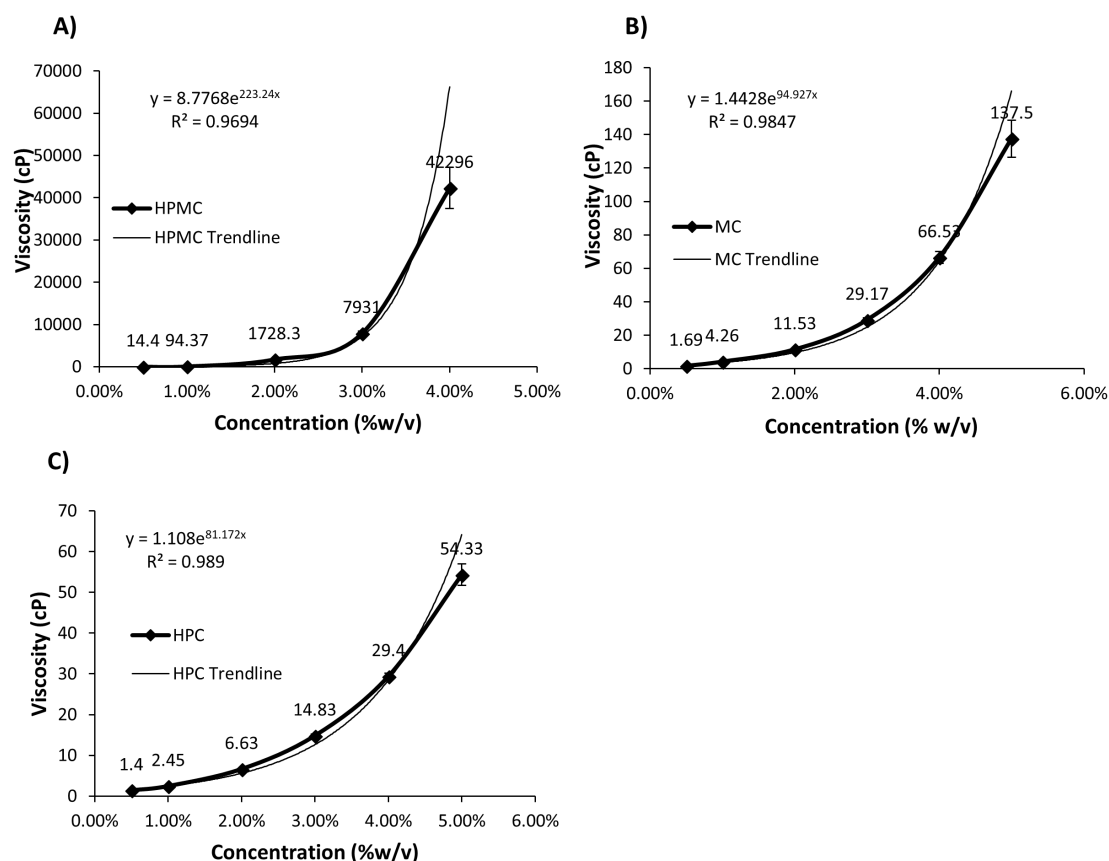 A)
70000
60000
50000
40000
30000
20000
10000
0
Viscosity (cP)
y = 8.7768e^223.24x
R² = 0.9694
HPMC
HPMC Trendline
14.4 94.37 1728.3 7931 42296
0.00% 1.00% 2.00% 3.00% 4.00% 5.00%
Concentration (%w/v)
B)
180
160
140
120
100
80
60
40
20
0
Viscosity (cP)
y = 1.4428e^94.927x
R² = 0.9847
MC
MC Trendline
1.69 4.26 11.53 29.17 66.53 137.5
0.00% 2.00% 4.00% 6.00%
Concentration (% w/v)
C)
70
60
50
40
30
20
10
0
Viscosity (cP)
y = 1.108e^81.172x
R² = 0.989
HPC
HPC Trendline
1.4 2.45 6.63 14.83 29.4 54.33
0.00% 1.00% 2.00% 3.00% 4.00% 5.00% 6.00%
Concentration (%w/v)